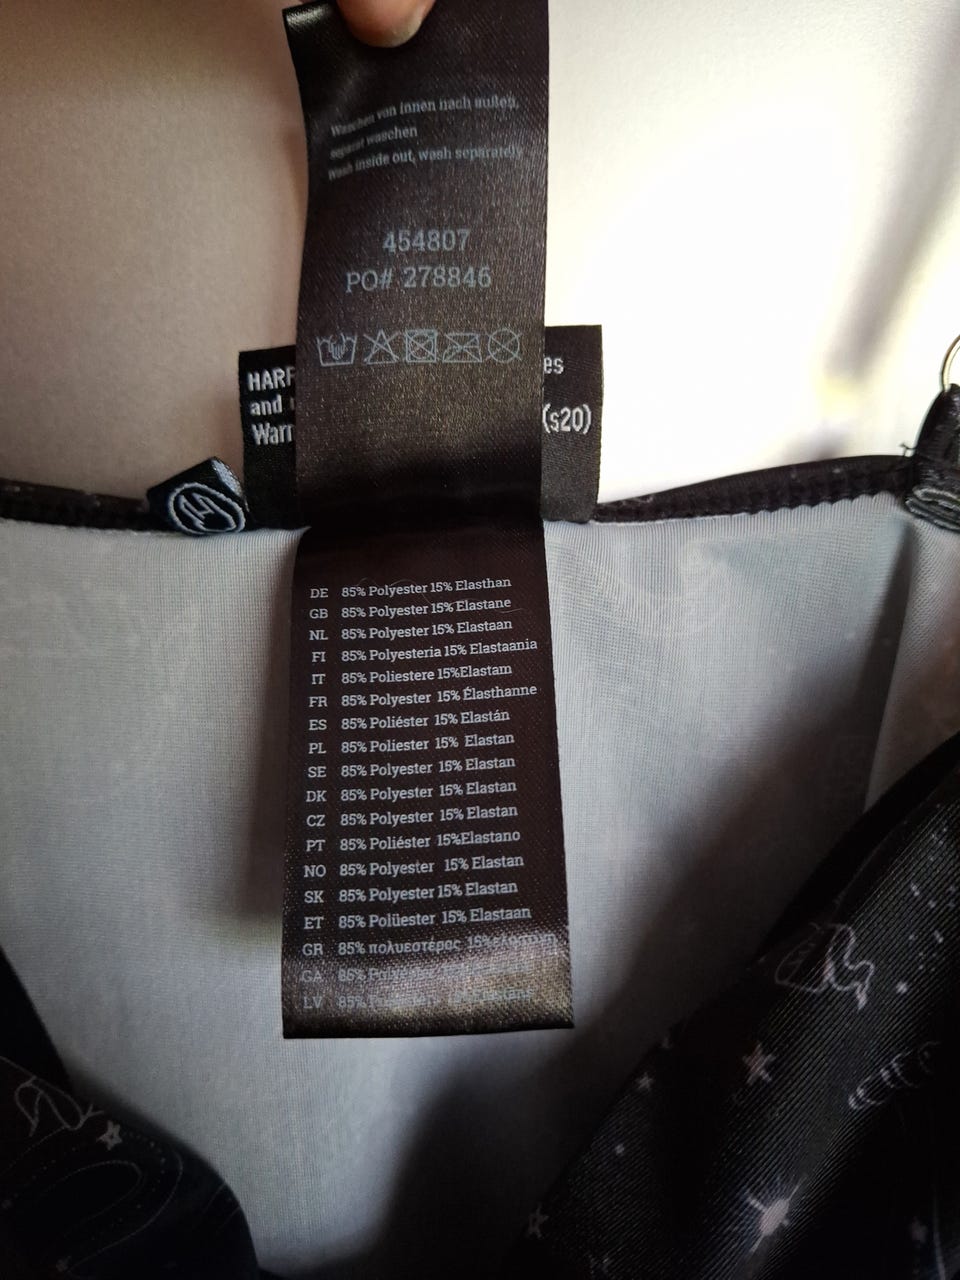 Waschen von innen nach außen,
separat waschen
wash inside out, wash separately
454807
PO# 278846
HARP es
and
Warr (s20)
DE 85% Polyester 15% Elasthan
GB 85% Polyester 15% Elastane
NL 85% Polyester 15% Elastaan
FI 85% Polyesteria 15% Elastaania
IT 85% Poliestere 15%Elastam
FR 85% Polyester 15% Élasthanne
ES 85% Poliéster 15% Elastán
PL 85% Poliester 15% Elastan
SE 85% Polyester 15% Elastan
DK 85% Polyester 15% Elastan
CZ 85% Polyester 15% Elastan
PT 85% Poliéster 15%Elastano
NO 85% Polyester 15% Elastan
SK 85% Polyester 15% Elastan
ET 85% Polüester 15% Elastaan
GR 85% πολυεστέρας 15%
GA 85%
LV 85%